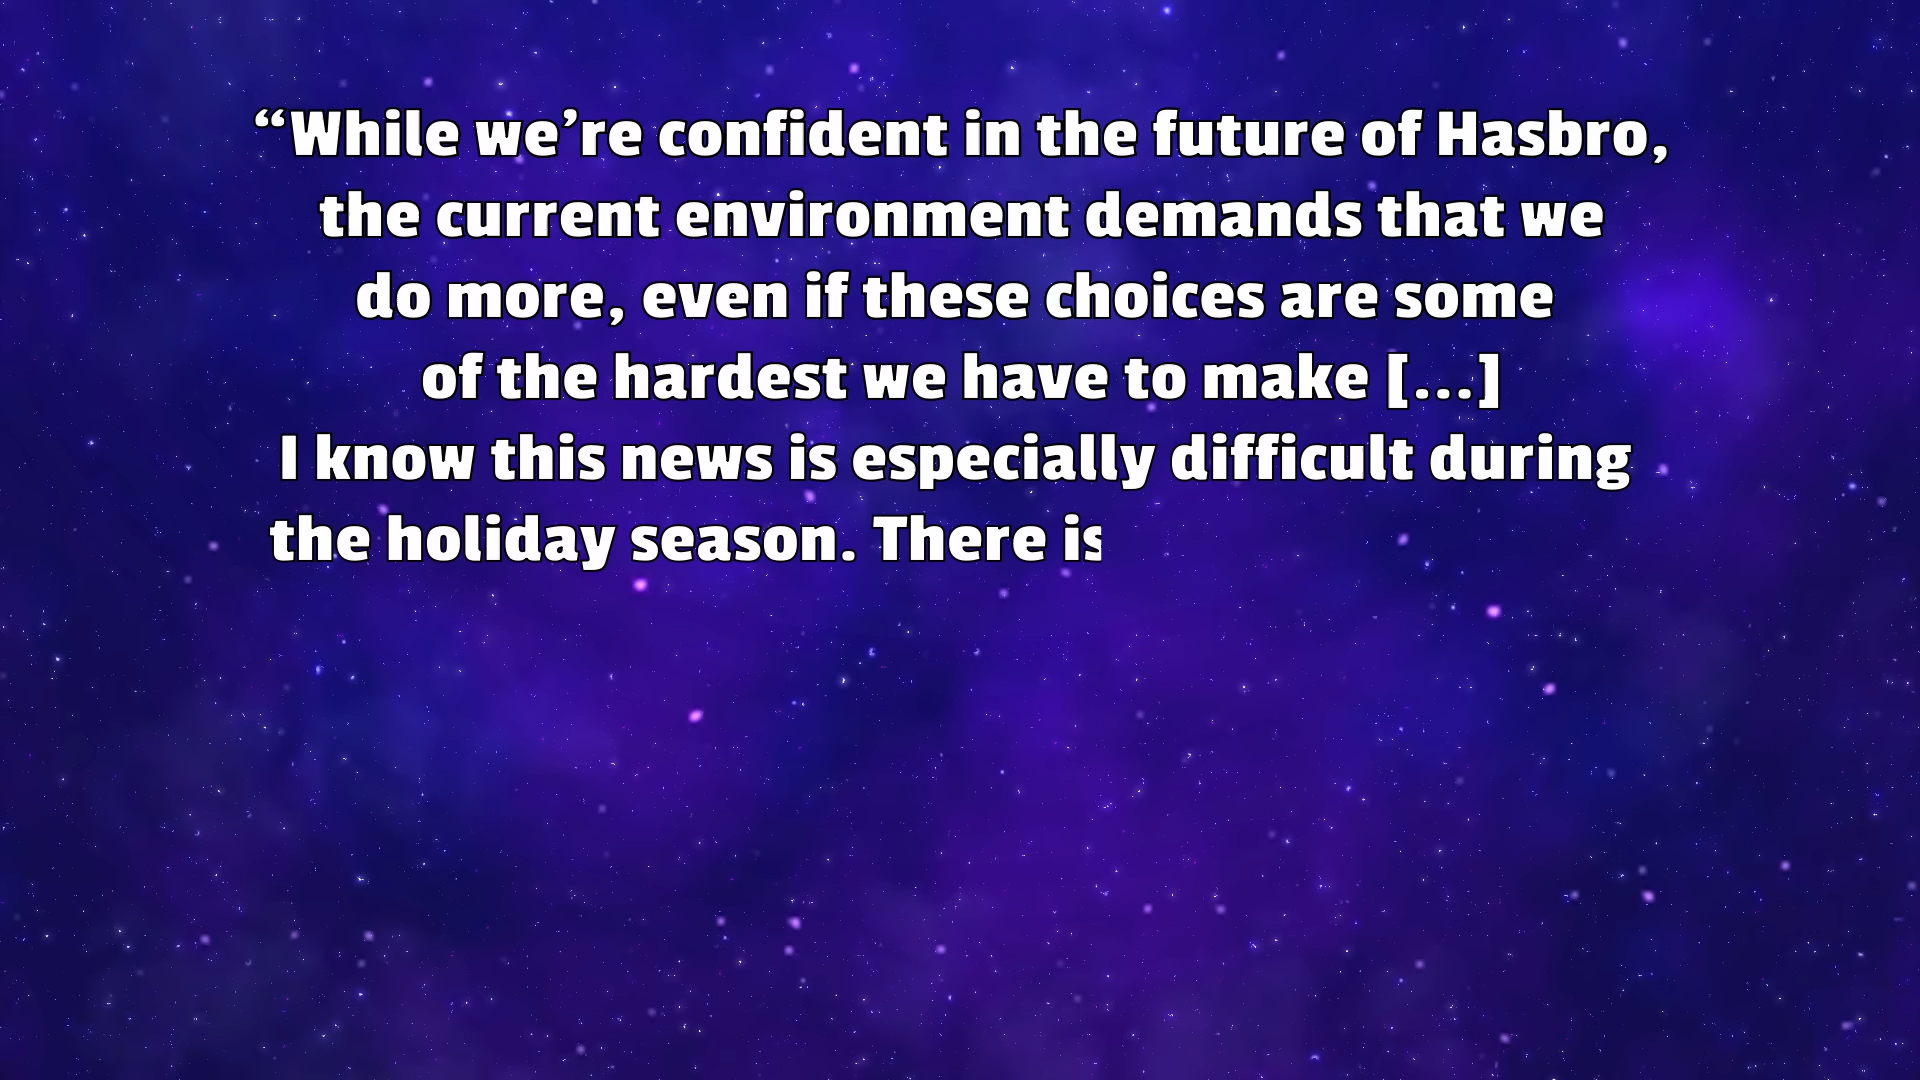 “While we’re confident in the future of Hasbro,
the current environment demands that we
do more, even if these choices are some
of the hardest we have to make [...]
I know this news is especially difficult during
the holiday season. There is